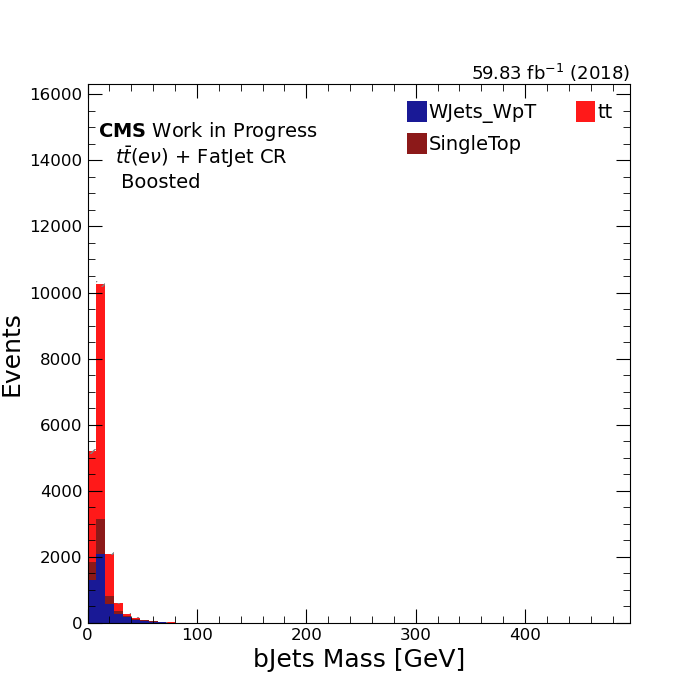 59.83 fb⁻¹ (2018)
WJets_WpT
tt
SingleTop
CMS Work in Progress
tt̄(eν) + FatJet CR
Boosted
16000
14000
12000
10000
8000
6000
4000
2000
0
Events
0 100 200 300 400
bJets Mass [GeV]